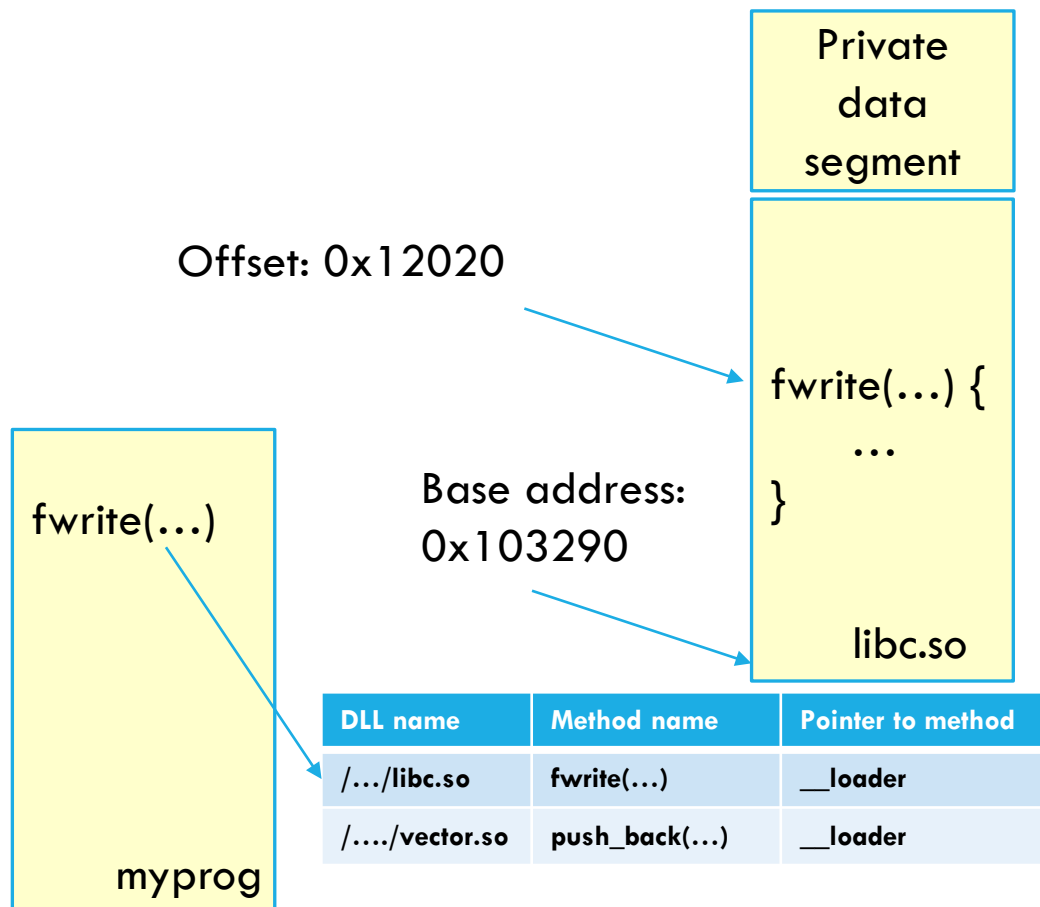 Private
data
segment
Offset: 0x12020
fwrite(...) {
...
}
Base address:
0x103290
libc.so
fwrite(...)
myprog
DLL name Method name Pointer to method
/.../libc.so fwrite(...) __loader
/..../vector.so push_back(...) __loader